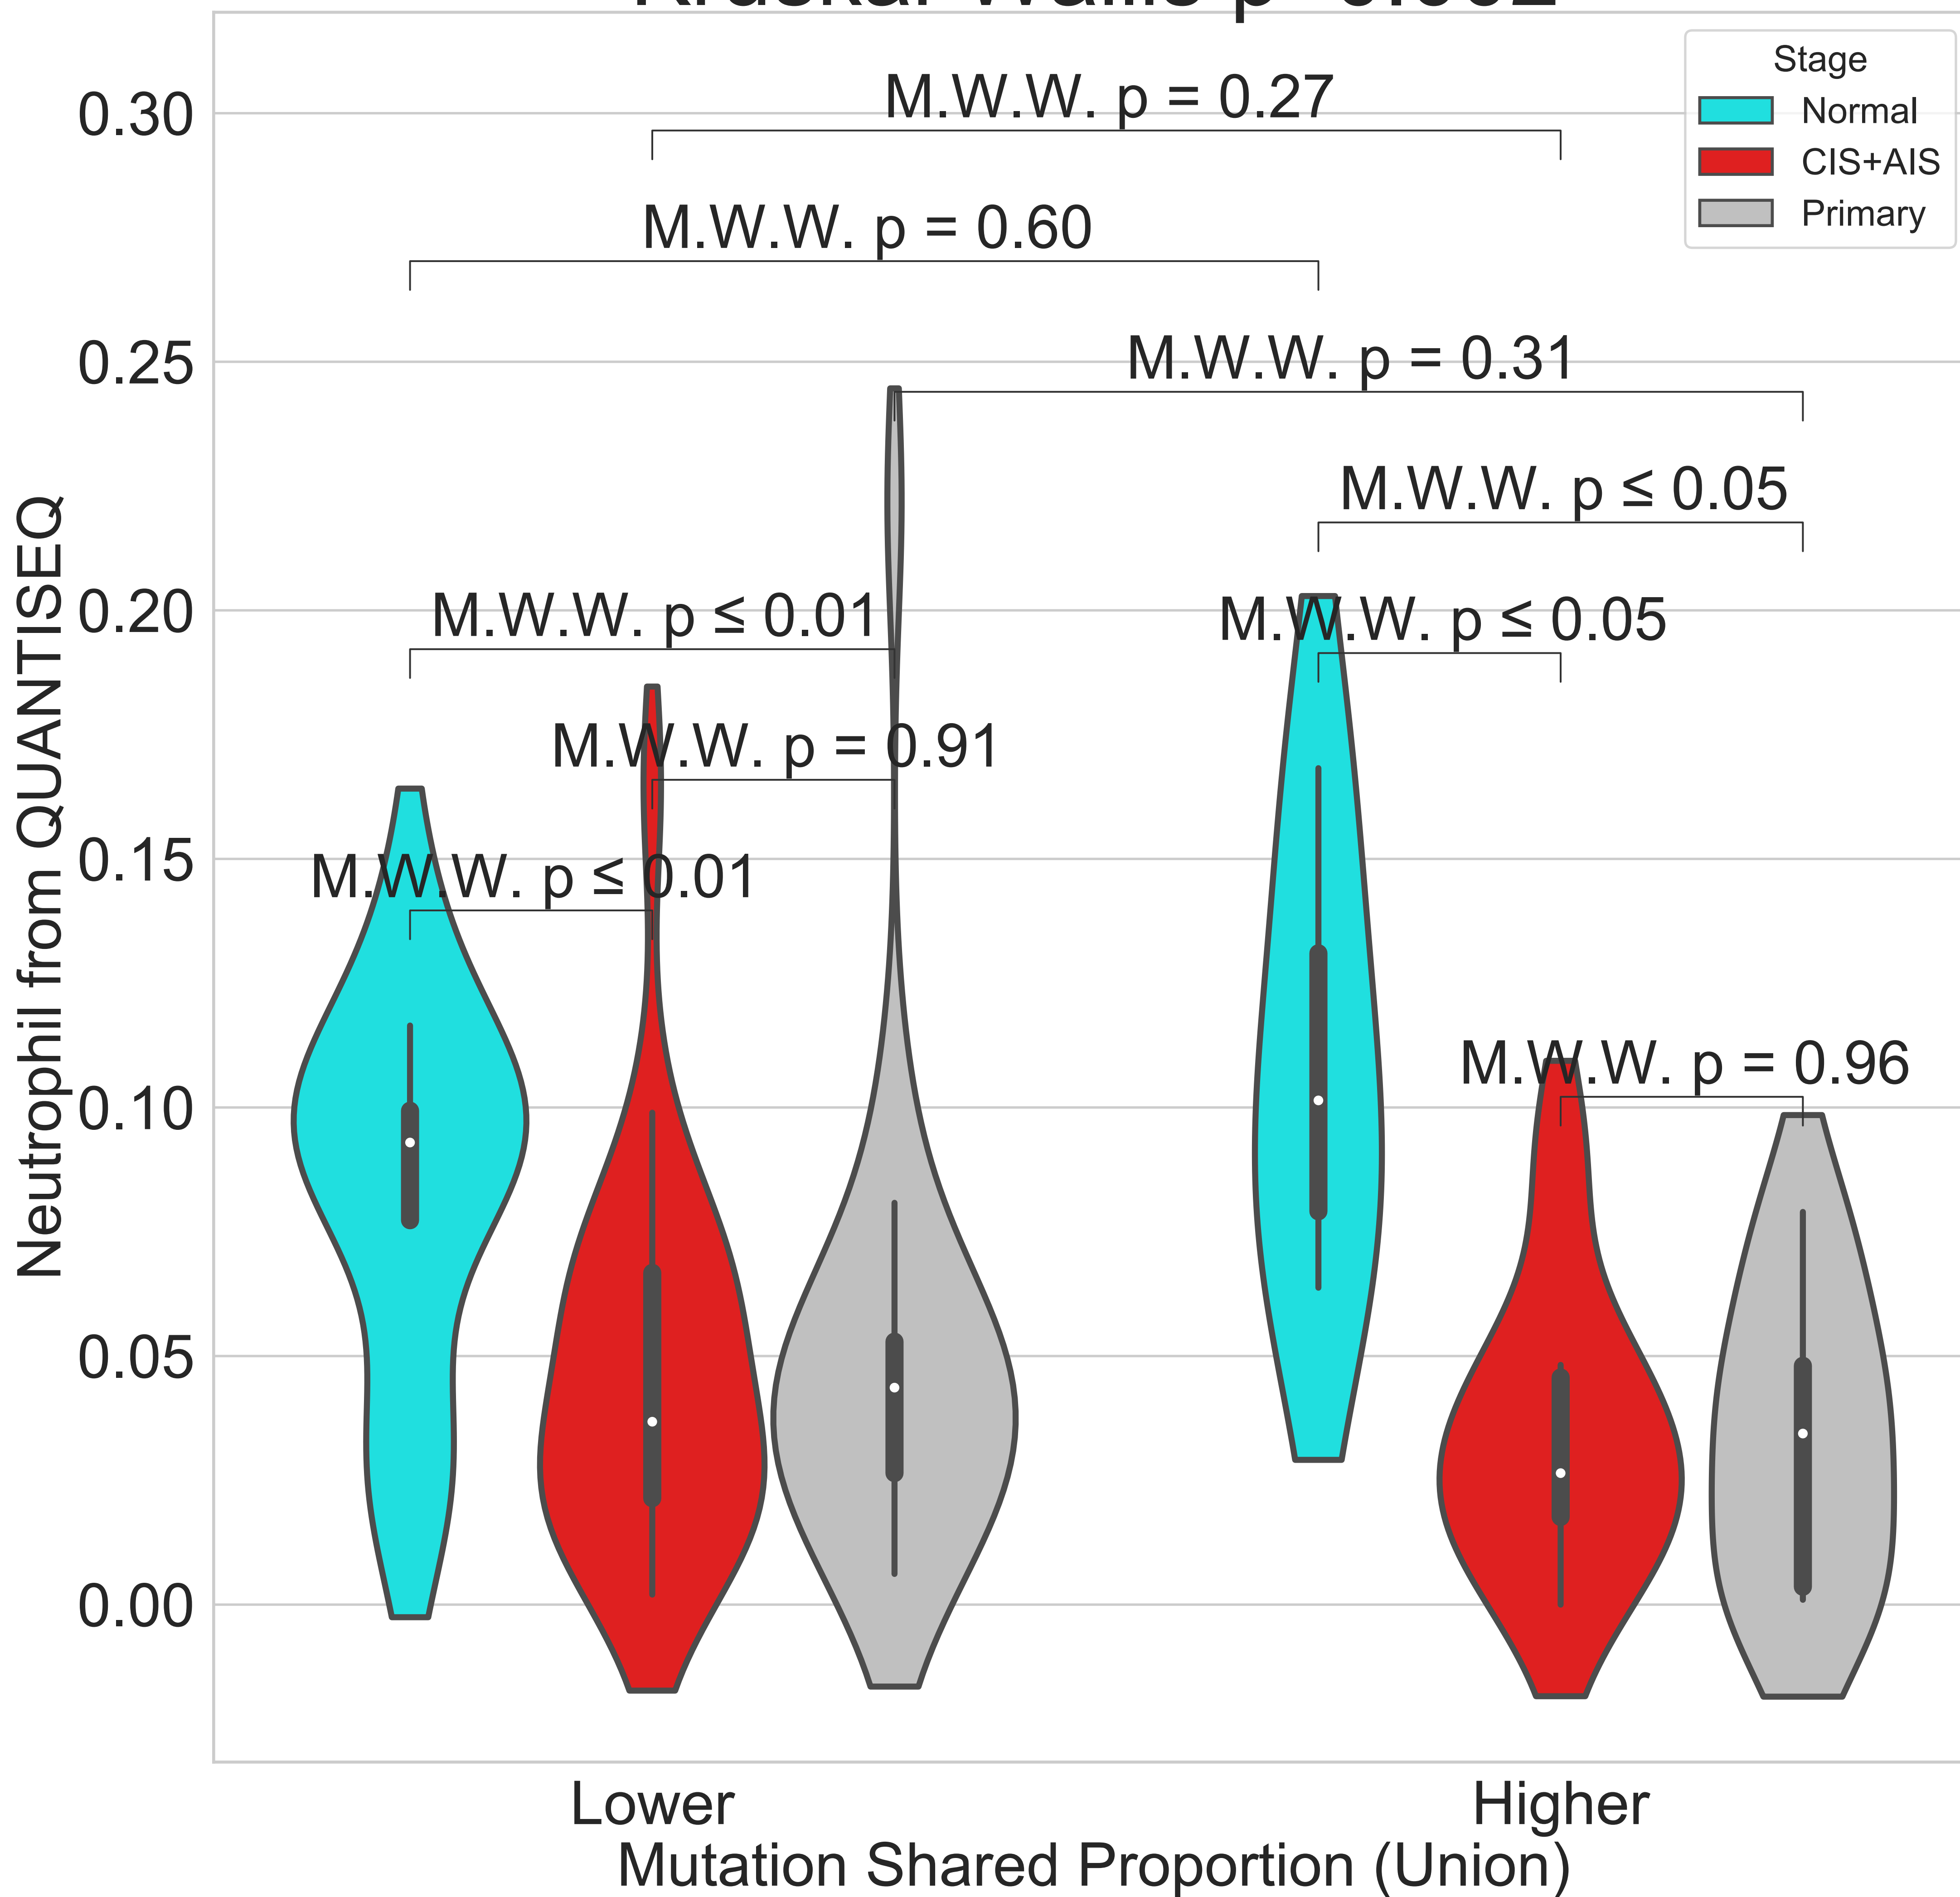 Stage
Normal
CIS+AIS
Primary
M.W.W. p = 0.27
M.W.W. p = 0.60
M.W.W. p = 0.31
M.W.W. p ≤ 0.05
M.W.W. p ≤ 0.01
M.W.W. p ≤ 0.05
M.W.W. p = 0.91
M.W.W. p ≤ 0.01
M.W.W. p = 0.96
Neutrophil from QUANTISEQ
0.30
0.25
0.20
0.15
0.10
0.05
0.00
Lower
Higher
Mutation Shared Proportion (Union)